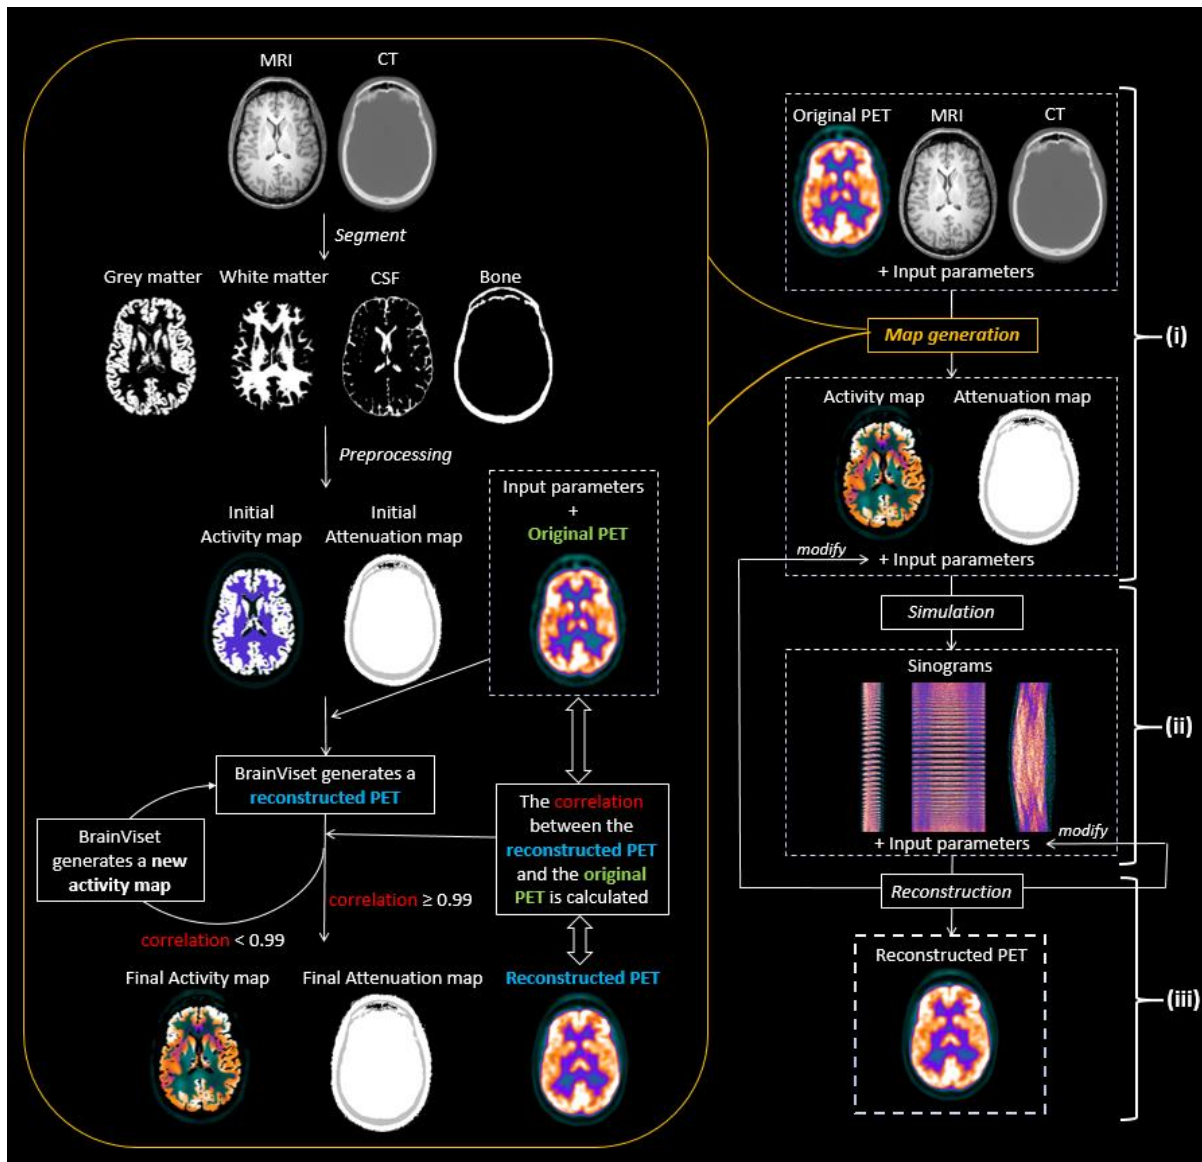 MRI
CT
Segment
Grey matter
White matter
CSF
Bone
Preprocessing
Initial
Activity map
Initial
Attenuation map
Input parameters
+
Original PET
BrainViset generates a
reconstructed PET
BrainViset
generates a new
activity map
The correlation
between the
reconstructed PET
and the original
PET is calculated
correlation ≥ 0.99
correlation < 0.99
Final Activity map
Final Attenuation map
Reconstructed PET
Original PET
MRI
CT
+ Input parameters
Map generation
(i)
Activity map
Attenuation map
modify
+ Input parameters
Simulation
Sinograms
(ii)
modify
+ Input parameters
Reconstruction
Reconstructed PET
(iii)